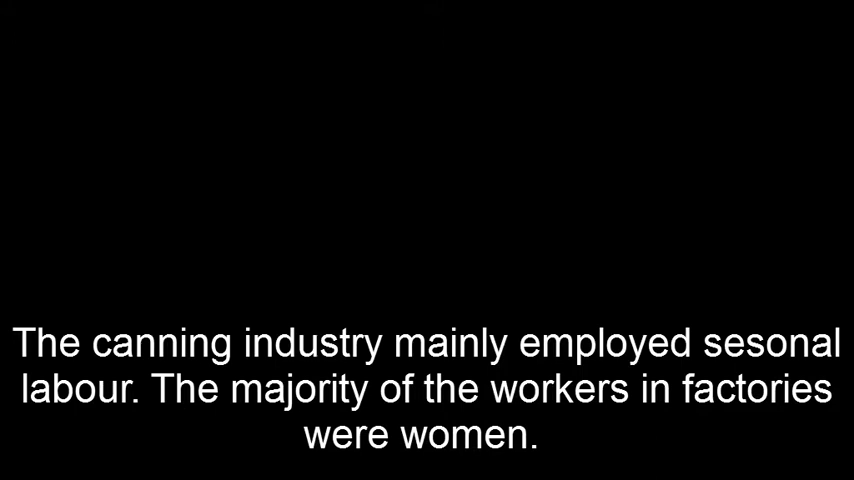 The canning industry mainly employed sesonal
labour. The majority of the workers in factories
were women.